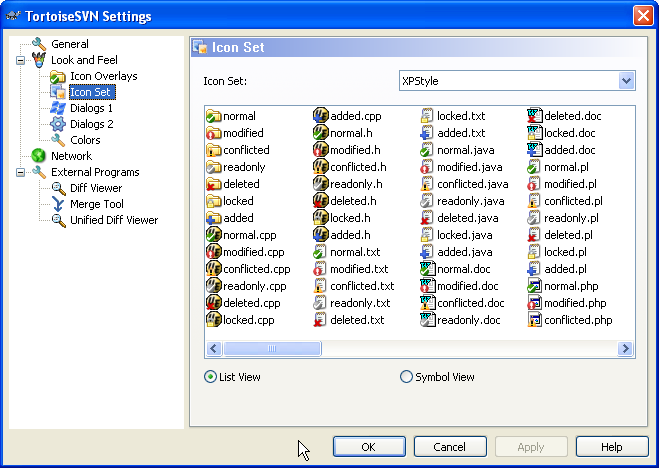 TortoiseSVN Settings
General
Look and Feel
Icon Overlays
Icon Set
Dialogs 1
Dialogs 2
Colors
Network
External Programs
Diff Viewer
Merge Tool
Unified Diff Viewer
Icon Set
Icon Set:
XPStyle
normal
modified
conflicted
readonly
deleted
locked
added
normal.cpp
modified.cpp
conflicted.cpp
readonly.cpp
deleted.cpp
locked.cpp
added.cpp
normal.h
modified.h
conflicted.h
readonly.h
deleted.h
locked.h
added.h
normal.txt
modified.txt
conflicted.txt
readonly.txt
deleted.txt
locked.txt
added.txt
normal.java
modified.java
conflicted.java
readonly.java
deleted.java
locked.java
added.java
normal.doc
modified.doc
conflicted.doc
readonly.doc
deleted.doc
locked.doc
added.doc
normal.pl
modified.pl
conflicted.pl
readonly.pl
deleted.pl
locked.pl
added.pl
normal.php
modified.php
conflicted.php
List View
Symbol View
OK
Cancel
Apply
Help